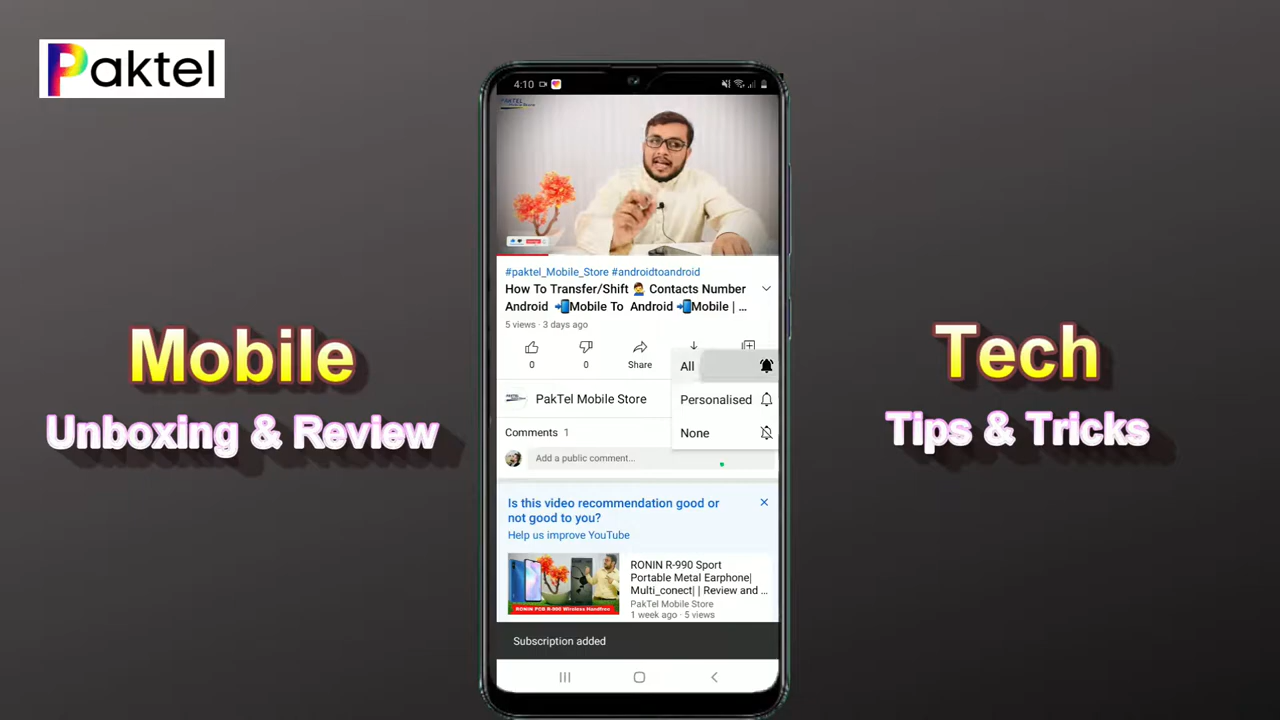 Paktel
4:10
PAKTEL
#paktel_Mobile_Store #androidtoandroid
How To Transfer/Shift 🙅 Contacts Number
Android 📲Mobile To Android 📲Mobile | ...
5 views · 3 days ago
0
0
Share
All
Personalised
None
PakTel Mobile Store
Comments 1
Add a public comment...
Is this video recommendation good or
not good to you?
Help us improve YouTube
RONIN R-990 Sport
Portable Metal Earphone|
Multi_conect| | Review and ...
PakTel Mobile Store
1 week ago · 5 views
Subscription added
Mobile
Unboxing & Review
Tech
Tips & Tricks